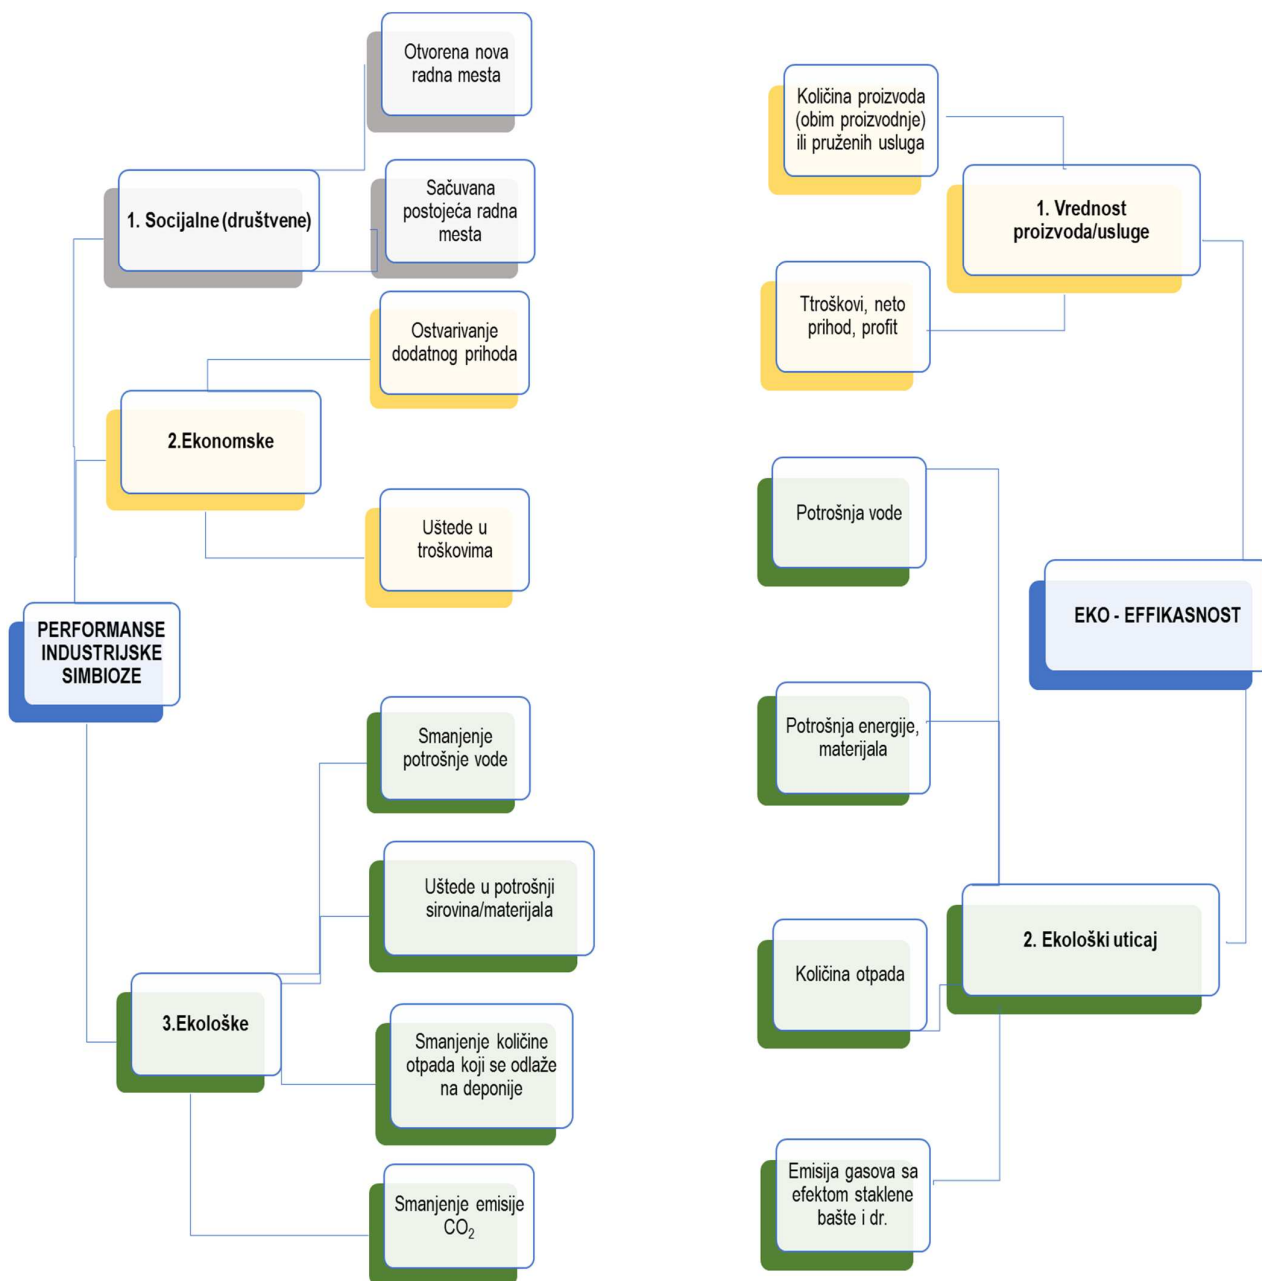 Otvorena nova
radna mesta
1. Socijalne (društvene)
Sačuvana
postojeća radna
mesta
Ostvarivanje
dodatnog prihoda
2.Ekonomske
Uštede u
troškovima
PERFORMANSE
INDUSTRIJSKE
SIMBIOZE
Smanjenje
potrošnje vode
Uštede u potrošnji
sirovina/materijala
3.Ekološke
Smanjenje količine
otpada koji se odlaže
na deponije
Smanjenje emisije
CO₂
Količina proizvoda
(obim proizvodnje)
ili pruženih usluga
1. Vrednost
proizvoda/usluge
Ttroškovi, neto
prihod, profit
Potrošnja vode
EKO - EFFIKASNOST
Potrošnja energije,
materijala
2. Ekološki uticaj
Količina otpada
Emisija gasova sa
efektom staklene
bašte i dr.